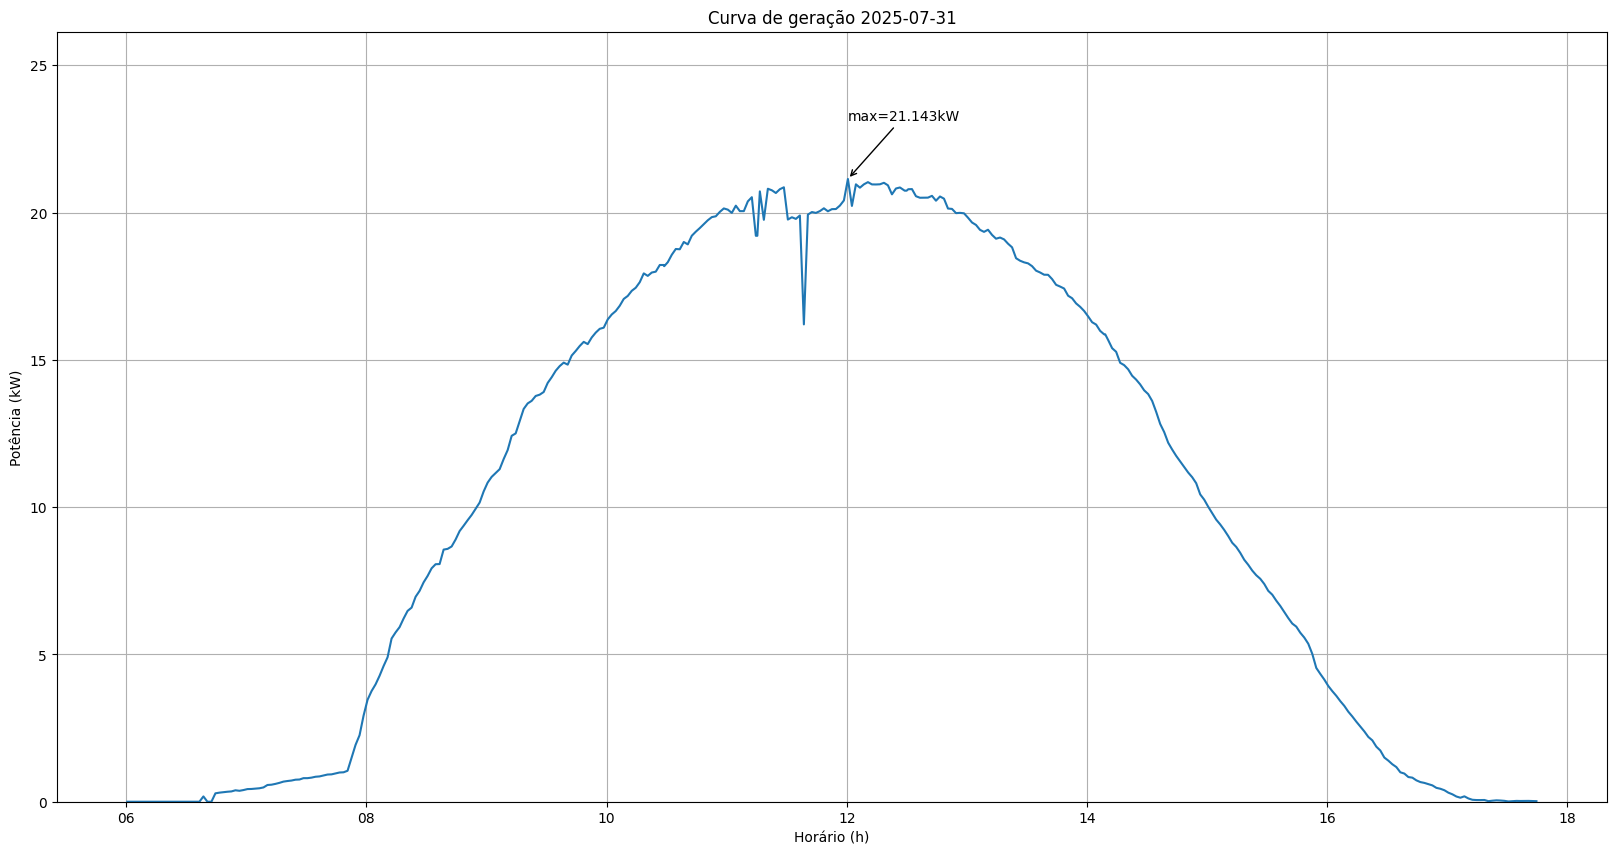 Curva de geração 2025-07-31
25
max=21.143kW
20
15
Potência (kW)
10
5
0
06 08 10 12 14 16 18
Horário (h)